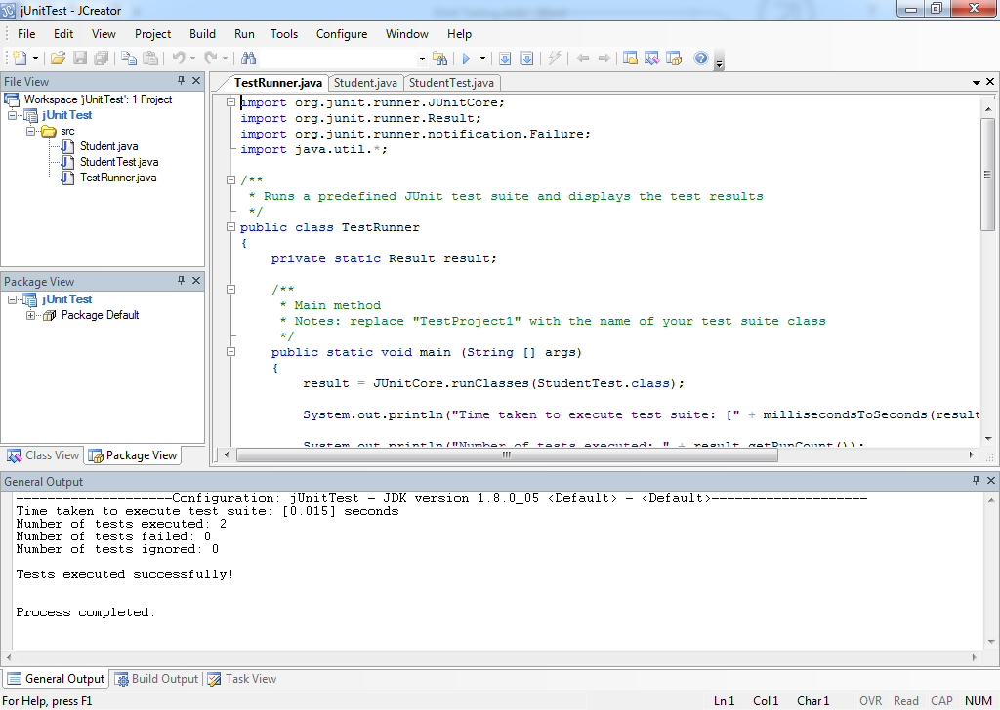 jUnitTest - JCreator
File Edit View Project Build Run Tools Configure Window Help
File View
Workspace 'jUnitTest': 1 Project
jUnitTest
src
Student.java
StudentTest.java
TestRunner.java
Package View
jUnitTest
Package Default
Class View Package View
TestRunner.java Student.java StudentTest.java
import org.junit.runner.JUnitCore;
import org.junit.runner.Result;
import org.junit.runner.notification.Failure;
import java.util.*;
/**
* Runs a predefined JUnit test suite and displays the test results
*/
public class TestRunner
{
private static Result result;
/**
* Main method
* Notes: replace "TestProject1" with the name of your test suite class
*/
public static void main (String [] args)
{
result = JUnitCore.runClasses(StudentTest.class);
System.out.println("Time taken to execute test suite: [" + millisecondsToSeconds(result
System.out.println("Number of tests executed: " + result.getRunCount());
General Output
--------------------Configuration: jUnitTest - JDK version 1.8.0_05 <Default> - <Default>--------------------
Time taken to execute test suite: [0.015] seconds
Number of tests executed: 2
Number of tests failed: 0
Number of tests ignored: 0
Tests executed successfully!
Process completed.
General Output Build Output Task View
For Help, press F1 Ln 1 Col 1 Char 1 OVR Read CAP NUM